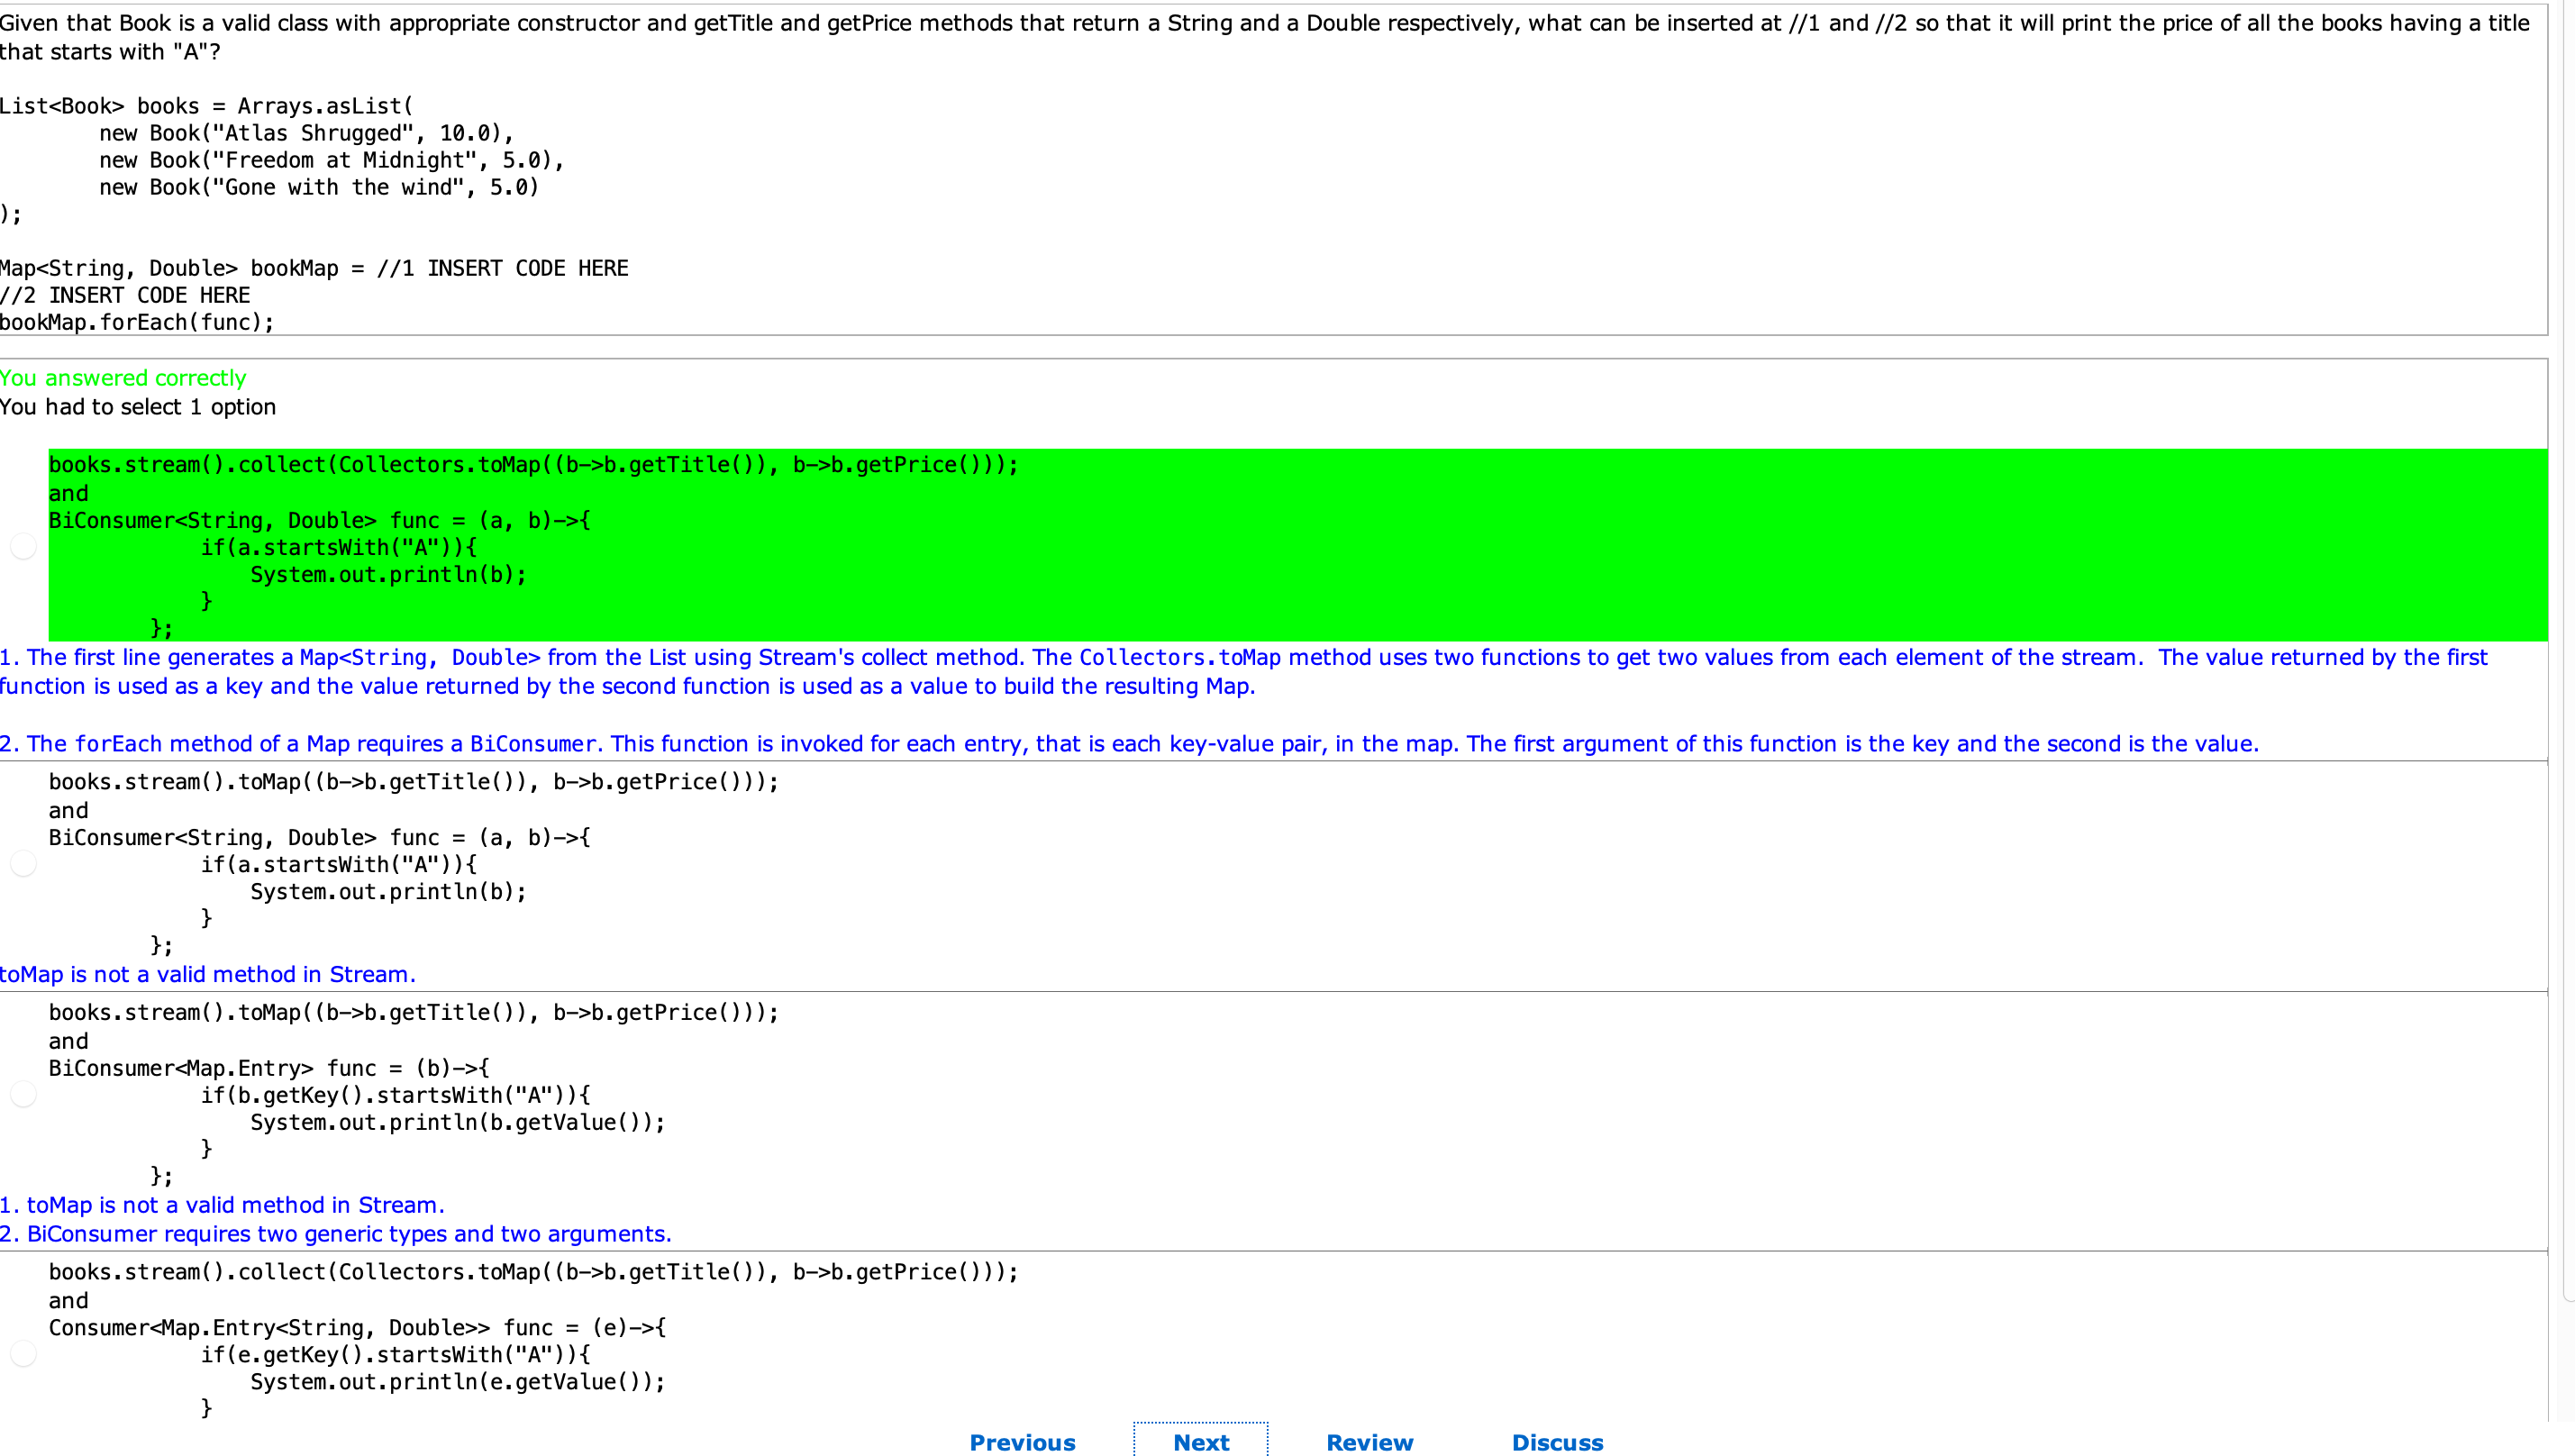 Given that Book is a valid class with appropriate constructor and getTitle and getPrice methods that return a String and a Double respectively, what can be inserted at //1 and //2 so that it will print the price of all the books having a title
that starts with "A"?
List<Book> books = Arrays.asList(
        new Book("Atlas Shrugged", 10.0),
        new Book("Freedom at Midnight", 5.0),
        new Book("Gone with the wind", 5.0)
);
Map<String, Double> bookMap = //1 INSERT CODE HERE
//2 INSERT CODE HERE
bookMap.forEach(func);
You answered correctly
You had to select 1 option
books.stream().collect(Collectors.toMap((b->b.getTitle()), b->b.getPrice()));
and
BiConsumer<String, Double> func = (a, b)->{
            if(a.startsWith("A")){
                System.out.println(b);
            }
        };
1. The first line generates a Map<String, Double> from the List using Stream's collect method. The Collectors.toMap method uses two functions to get two values from each element of the stream.  The value returned by the first
function is used as a key and the value returned by the second function is used as a value to build the resulting Map.
2. The forEach method of a Map requires a BiConsumer. This function is invoked for each entry, that is each key-value pair, in the map. The first argument of this function is the key and the second is the value.
books.stream().toMap((b->b.getTitle()), b->b.getPrice()));
and
BiConsumer<String, Double> func = (a, b)->{
            if(a.startsWith("A")){
                System.out.println(b);
            }
        };
toMap is not a valid method in Stream.
books.stream().toMap((b->b.getTitle()), b->b.getPrice()));
and
BiConsumer<Map.Entry> func = (b)->{
            if(b.getKey().startsWith("A")){
                System.out.println(b.getValue());
            }
        };
1. toMap is not a valid method in Stream.
2. BiConsumer requires two generic types and two arguments.
books.stream().collect(Collectors.toMap((b->b.getTitle()), b->b.getPrice()));
and
Consumer<Map.Entry<String, Double>> func = (e)->{
            if(e.getKey().startsWith("A")){
                System.out.println(e.getValue());
            }
Previous Next Review Discuss